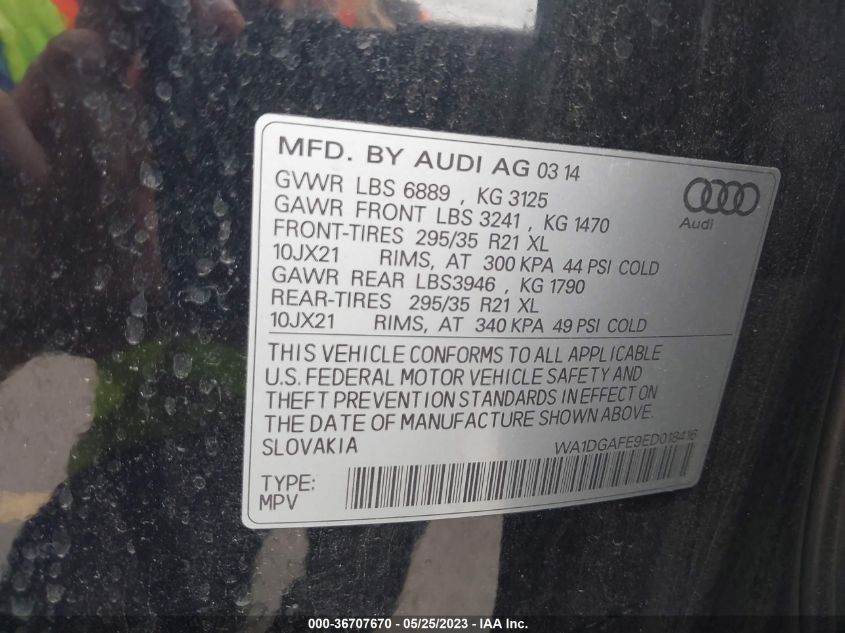 MFD. BY AUDI AG 03 14
GVWR LBS 6889 , KG 3125
GAWR FRONT LBS 3241 , KG 1470
FRONT-TIRES 295/35 R21 XL
10JX21 RIMS, AT 300 KPA 44 PSI COLD
GAWR REAR LBS3946 , KG 1790
REAR-TIRES 295/35 R21 XL
10JX21 RIMS, AT 340 KPA 49 PSI COLD
Audi
THIS VEHICLE CONFORMS TO ALL APPLICABLE
U.S. FEDERAL MOTOR VEHICLE SAFETY AND
THEFT PREVENTION STANDARDS IN EFFECT ON
THE DATE OF MANUFACTURE SHOWN ABOVE.
SLOVAKIA WA1DGAFE9ED018416
TYPE:
MPV
000-36707670 - 05/25/2023 - IAA Inc.